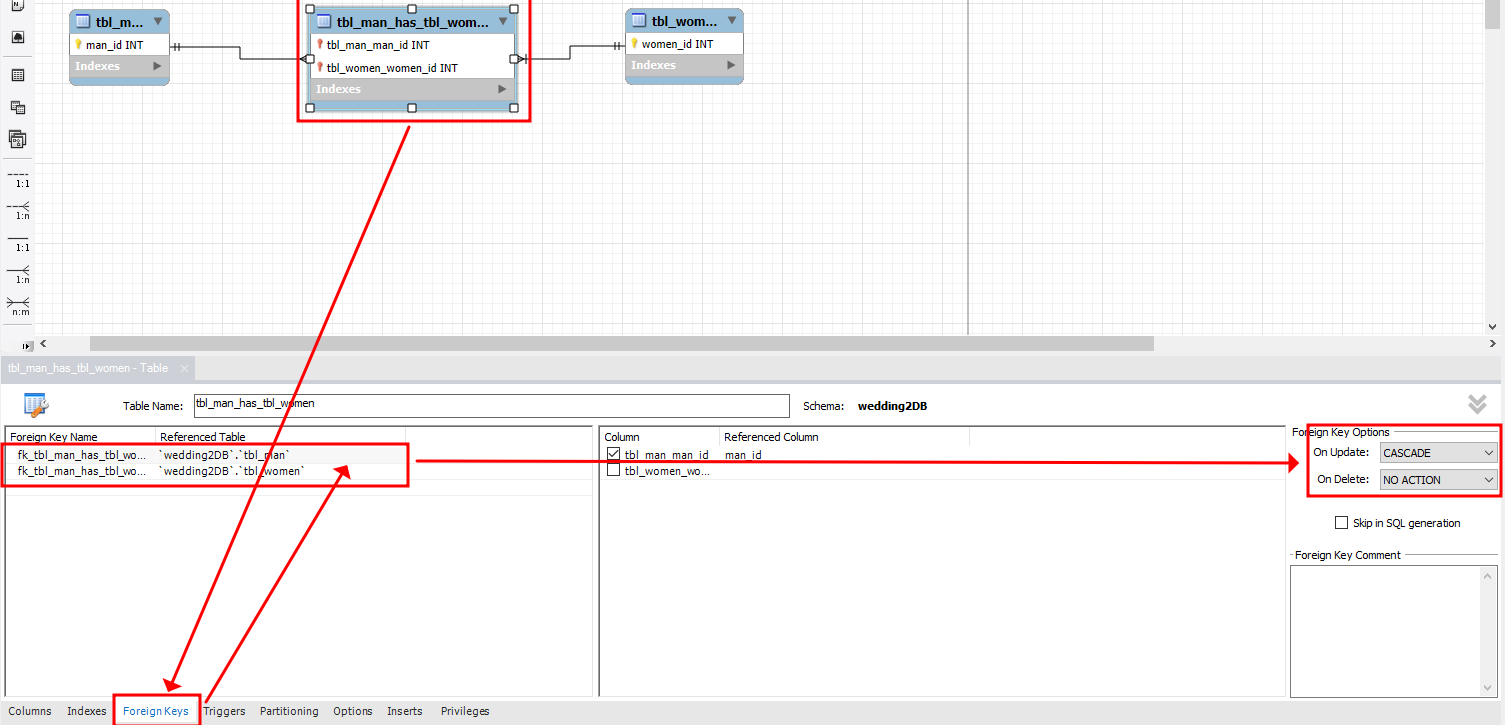 tbl_m...
man_id INT
Indexes
tbl_man_has_tbl_wom...
tbl_man_man_id INT
tbl_women_women_id INT
Indexes
tbl_wom...
women_id INT
Indexes
1:1
1:n
1:1
1:n
n:m
tbl_man_has_tbl_women - Table
Table Name: tbl_man_has_tbl_women Schema: wedding2DB
Foreign Key Name Referenced Table
fk_tbl_man_has_tbl_wo... `wedding2DB`.`tbl_man`
fk_tbl_man_has_tbl_wo... `wedding2DB`.`tbl_women`
Column Referenced Column
tbl_man_man_id man_id
tbl_women_wo...
Foreign Key Options
On Update: CASCADE
On Delete: NO ACTION
Skip in SQL generation
Foreign Key Comment
Columns Indexes Foreign Keys Triggers Partitioning Options Inserts Privileges